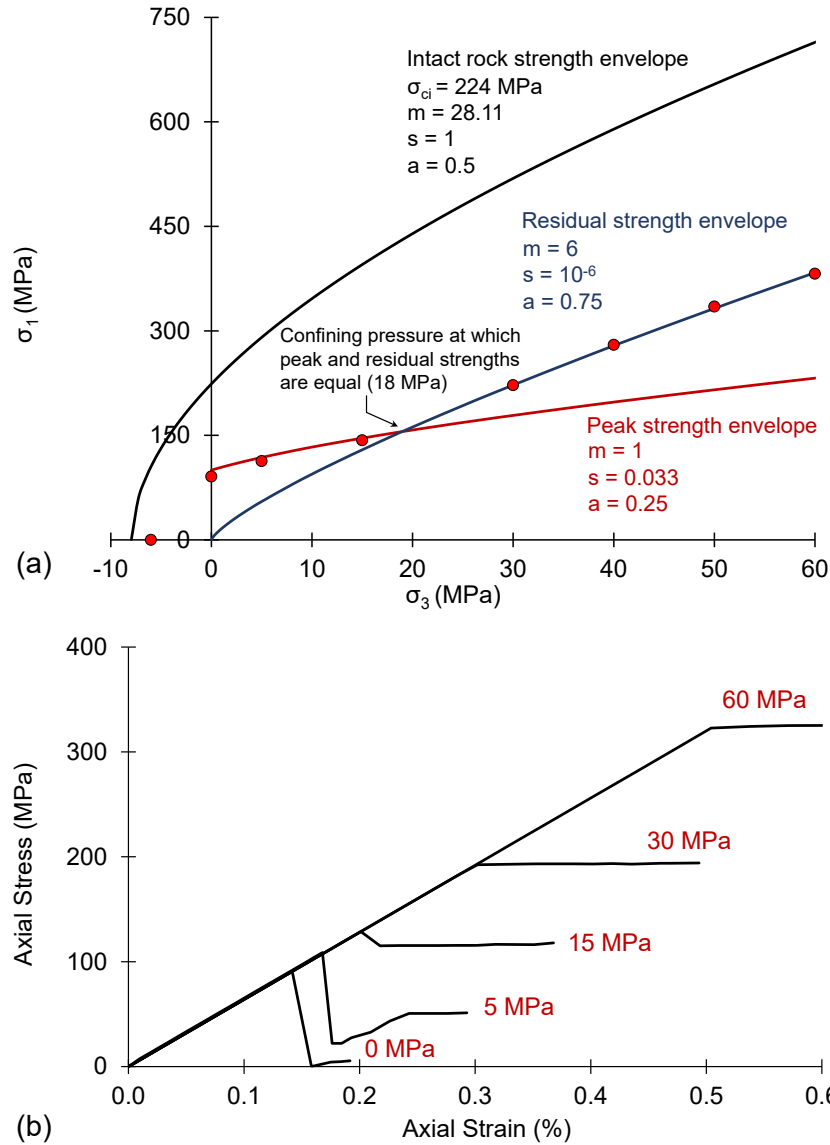 750
600
450
300
150
0
σ₁ (MPa)
Intact rock strength envelope
σci = 224 MPa
m = 28.11
s = 1
a = 0.5
Residual strength envelope
m = 6
s = 10⁻⁶
a = 0.75
Confining pressure at which
peak and residual strengths
are equal (18 MPa)
Peak strength envelope
m = 1
s = 0.033
a = 0.25
(a)
-10 0 10 20 30 40 50 60
σ₃ (MPa)
400
300
200
100
0
Axial Stress (MPa)
60 MPa
30 MPa
15 MPa
5 MPa
0 MPa
0.0 0.1 0.2 0.3 0.4 0.5 0.6
(b)
Axial Strain (%)